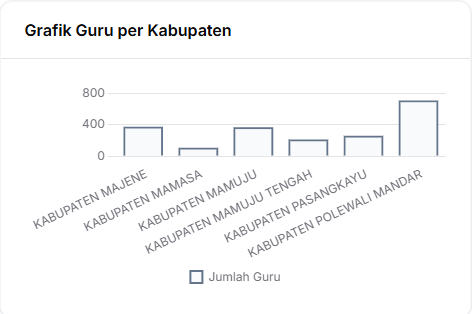 Grafik Guru per Kabupaten
800
400
0
KABUPATEN MAJENE
KABUPATEN MAMASA
KABUPATEN MAMUJU
KABUPATEN MAMUJU TENGAH
KABUPATEN PASANGKAYU
KABUPATEN POLEWALI MANDAR
Jumlah Guru